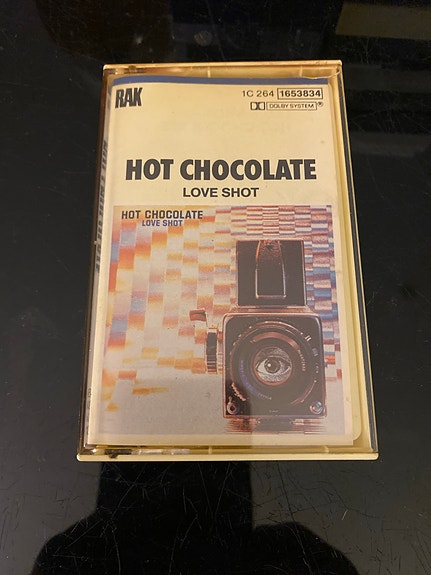 RAK
1C 264 1653834
DOLBY SYSTEM®
HOT CHOCOLATE
LOVE SHOT
HOT CHOCOLATE
LOVE SHOT